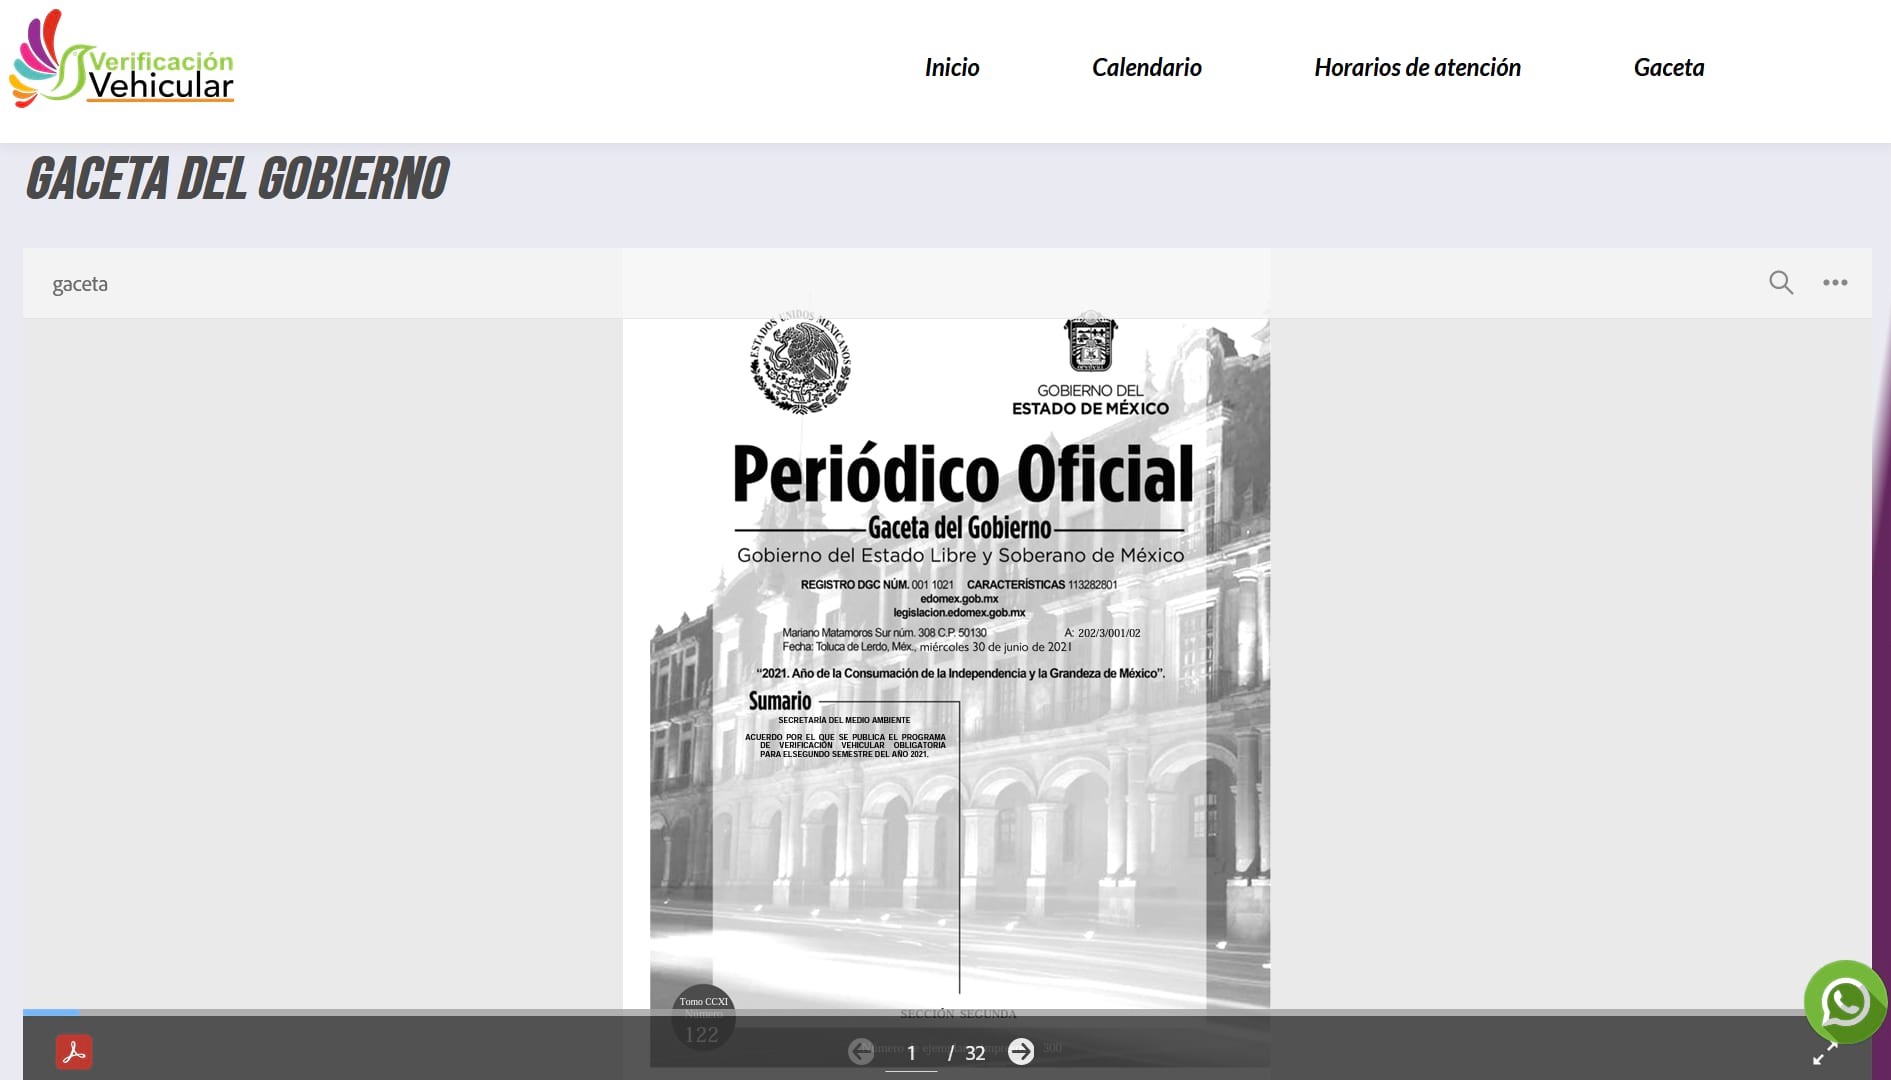 Verificación
Vehicular
Inicio
Calendario
Horarios de atención
Gaceta
GACETA DEL GOBIERNO
gaceta
ESTADOS UNIDOS MEXICANOS
GOBIERNO DEL
ESTADO DE MÉXICO
Periódico Oficial
Gaceta del Gobierno
Gobierno del Estado Libre y Soberano de México
REGISTRO DGC NÚM. 001 1021 CARACTERÍSTICAS 113282801
edomex.gob.mx
legislacion.edomex.gob.mx
Mariano Matamoros Sur núm. 308 C.P. 50130
A: 202/3/001/02
Fecha: Toluca de Lerdo, Méx., miércoles 30 de junio de 2021
“2021. Año de la Consumación de la Independencia y la Grandeza de México”.
Sumario
SECRETARÍA DEL MEDIO AMBIENTE
ACUERDO POR EL QUE SE PUBLICA EL PROGRAMA
DE VERIFICACIÓN VEHICULAR OBLIGATORIA
PARA ELSEGUNDO SEMESTRE DEL AÑO 2021.
Tomo CCXI
Número
122
SECCIÓN SEGUNDA
300
1 / 32